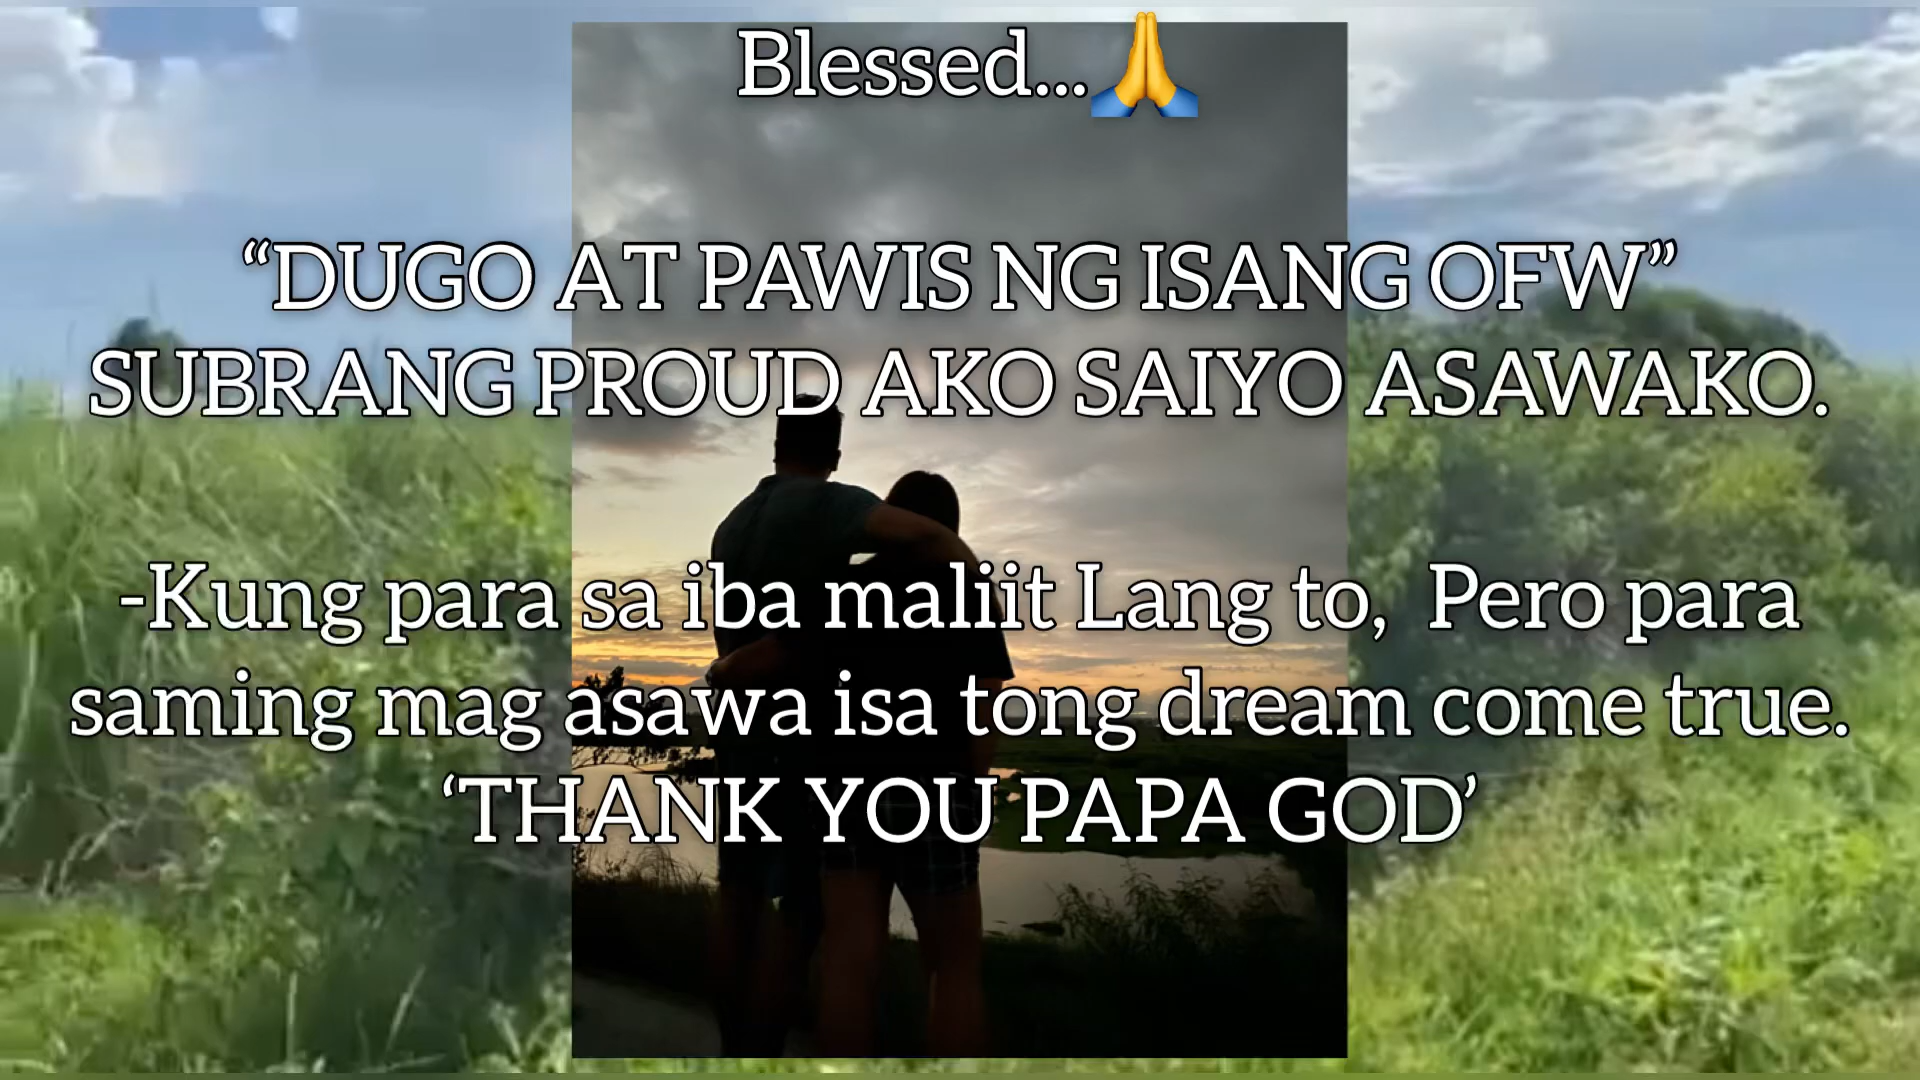 Blessed...🙏
“DUGO AT PAWIS NG ISANG OFW”
SUBRANG PROUD AKO SAIYO ASAWAKO.
-Kung para sa iba maliit Lang to, Pero para
saming mag asawa isa tong dream come true.
‘THANK YOU PAPA GOD’